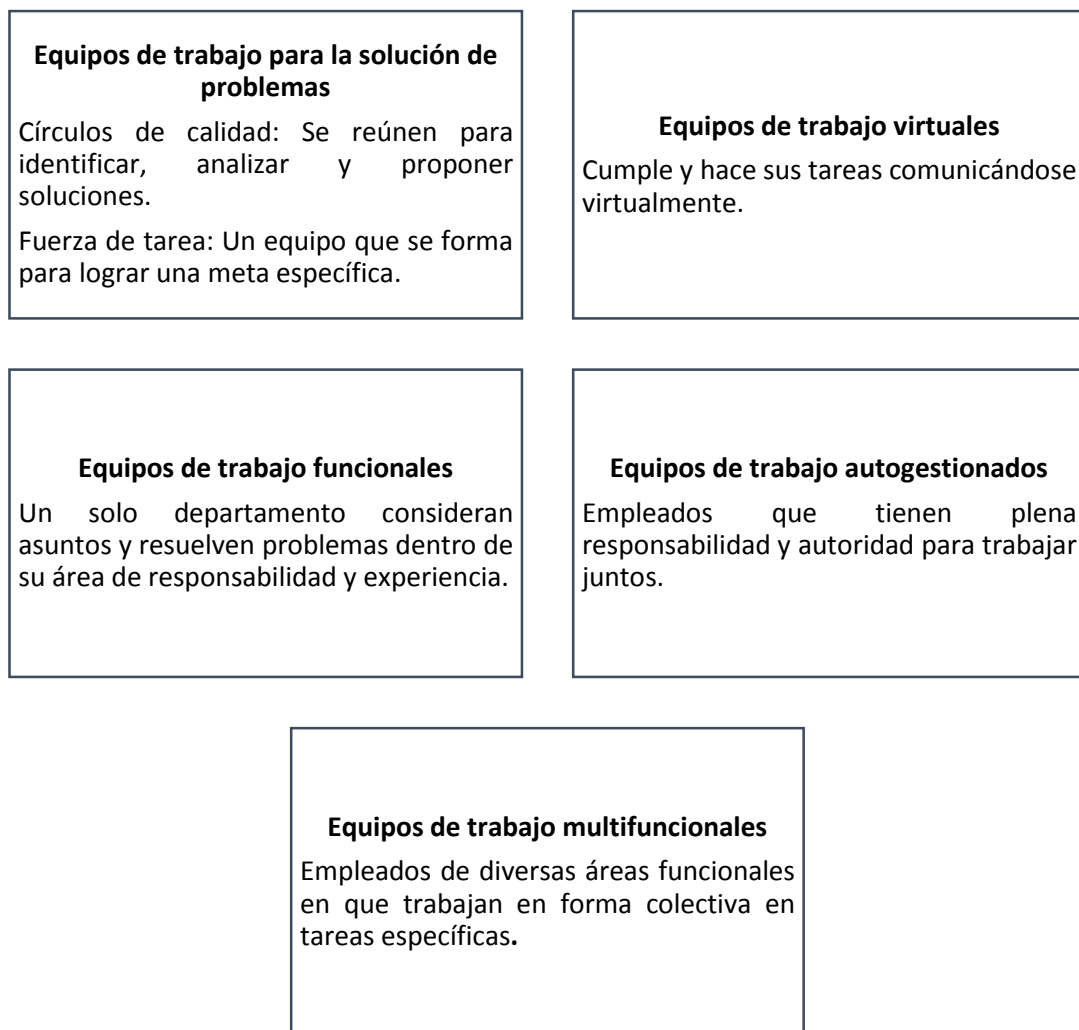 Equipos de trabajo para la solución de
problemas
Círculos de calidad: Se reúnen para
identificar, analizar y proponer
soluciones.
Fuerza de tarea: Un equipo que se forma
para lograr una meta específica.
Equipos de trabajo virtuales
Cumple y hace sus tareas comunicándose
virtualmente.
Equipos de trabajo funcionales
Un solo departamento consideran
asuntos y resuelven problemas dentro de
su área de responsabilidad y experiencia.
Equipos de trabajo autogestionados
Empleados que tienen plena
responsabilidad y autoridad para trabajar
juntos.
Equipos de trabajo multifuncionales
Empleados de diversas áreas funcionales
en que trabajan en forma colectiva en
tareas específicas.